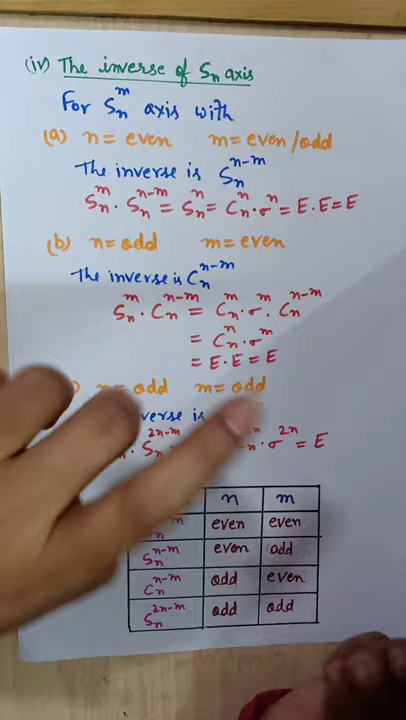 (iv) The inverse of Sₙ axis
For Sₙᵐ axis with
(a) n = even m = even/odd
The inverse is Sₙⁿ⁻ᵐ
Sₙᵐ · Sₙⁿ⁻ᵐ = Sₙⁿ = Cₙⁿ · σⁿ = E · E = E
(b) n = odd m = even
The inverse is Cₙⁿ⁻ᵐ
Sₙᵐ · Cₙⁿ⁻ᵐ = Cₙᵐ · σᵐ · Cₙⁿ⁻ᵐ
= Cₙⁿ · σᵐ
= E · E = E
= odd m = odd
is
· Sₙ²ⁿ⁻ᵐ · σ²ⁿ = E
n m
even even
Sₙⁿ⁻ᵐ even odd
Cₙⁿ⁻ᵐ odd even
Sₙ²ⁿ⁻ᵐ odd odd